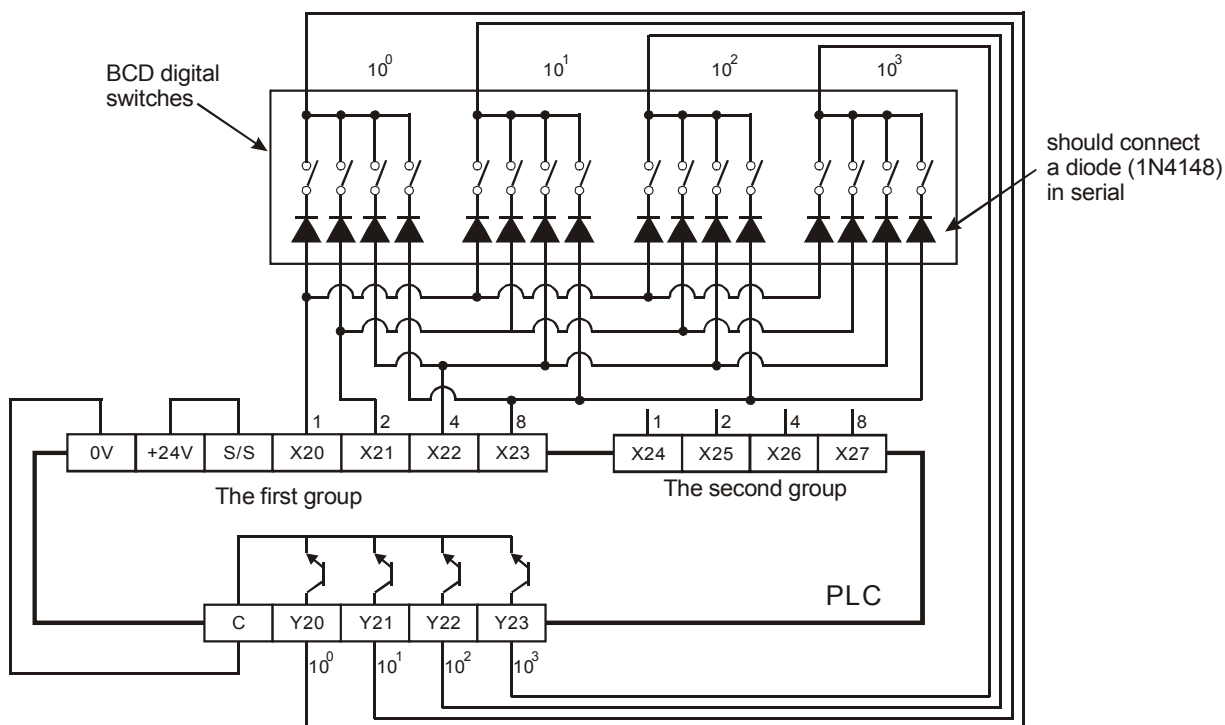 10⁰ 10¹ 10² 10³
BCD digital
switches
should connect
a diode (1N4148)
in serial
1 2 4 8 1 2 4 8
0V +24V S/S X20 X21 X22 X23 X24 X25 X26 X27
The first group
The second group
PLC
C Y20 Y21 Y22 Y23
10⁰ 10¹ 10² 10³